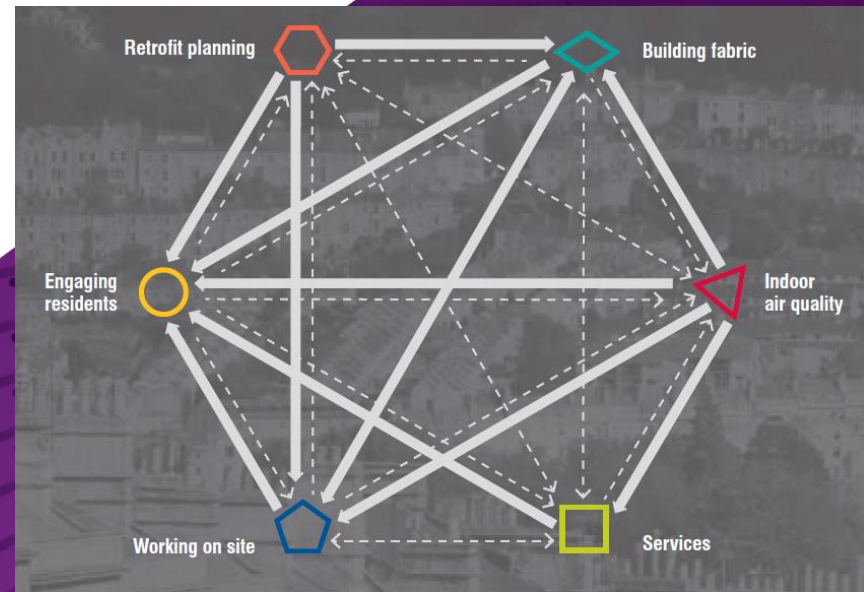 Retrofit planning
Building fabric
Engaging
residents
Indoor
air quality
Working on site
Services